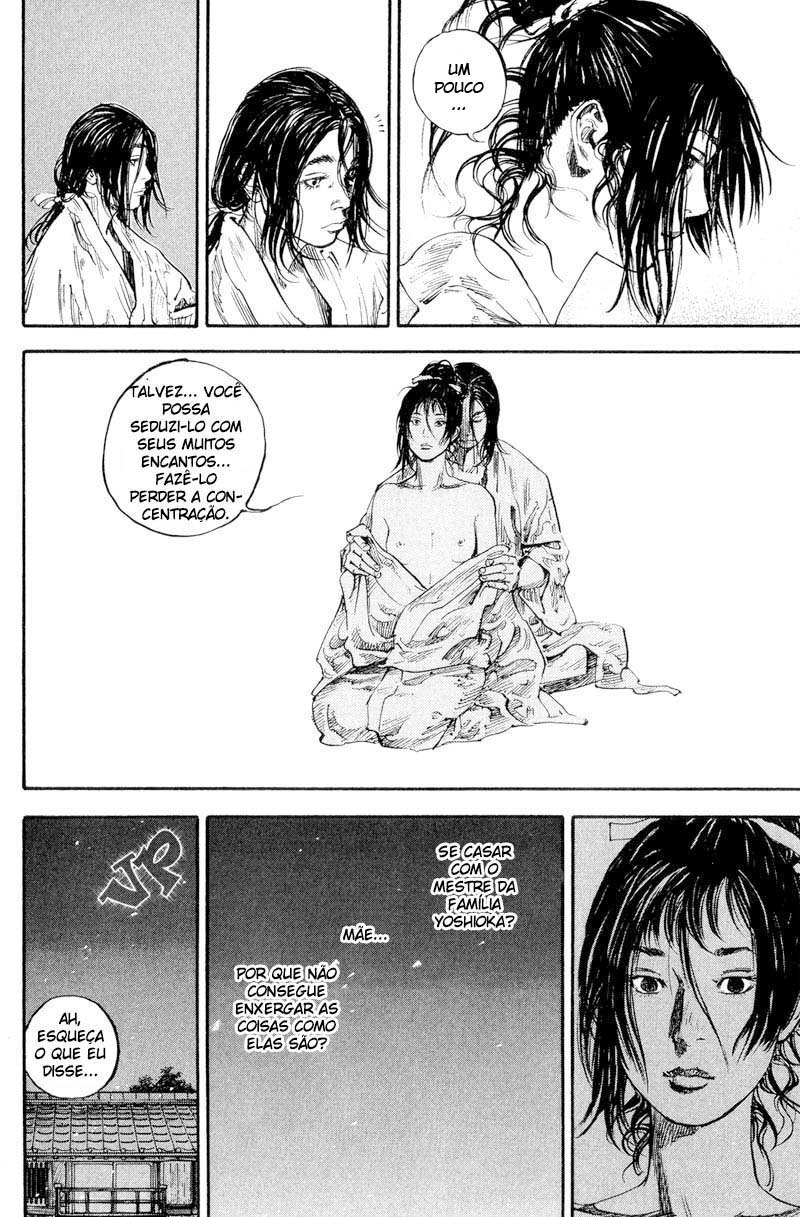 UM
POUCO
...
TALVEZ... VOCÊ
POSSA
SEDUZI-LO COM
SEUS MUITOS
ENCANTOS...
FAZÊ-LO
PERDER A CON-
CENTRAÇÃO.
SE CASAR
COM O
MESTRE DA
FAMÍLIA
YOSHIOKA?
MÃE...
POR QUE NÃO
CONSEGUE
ENXERGAR AS
COISAS COMO
ELAS SÃO?
AH,
ESQUEÇA
O QUE EU
DISSE...